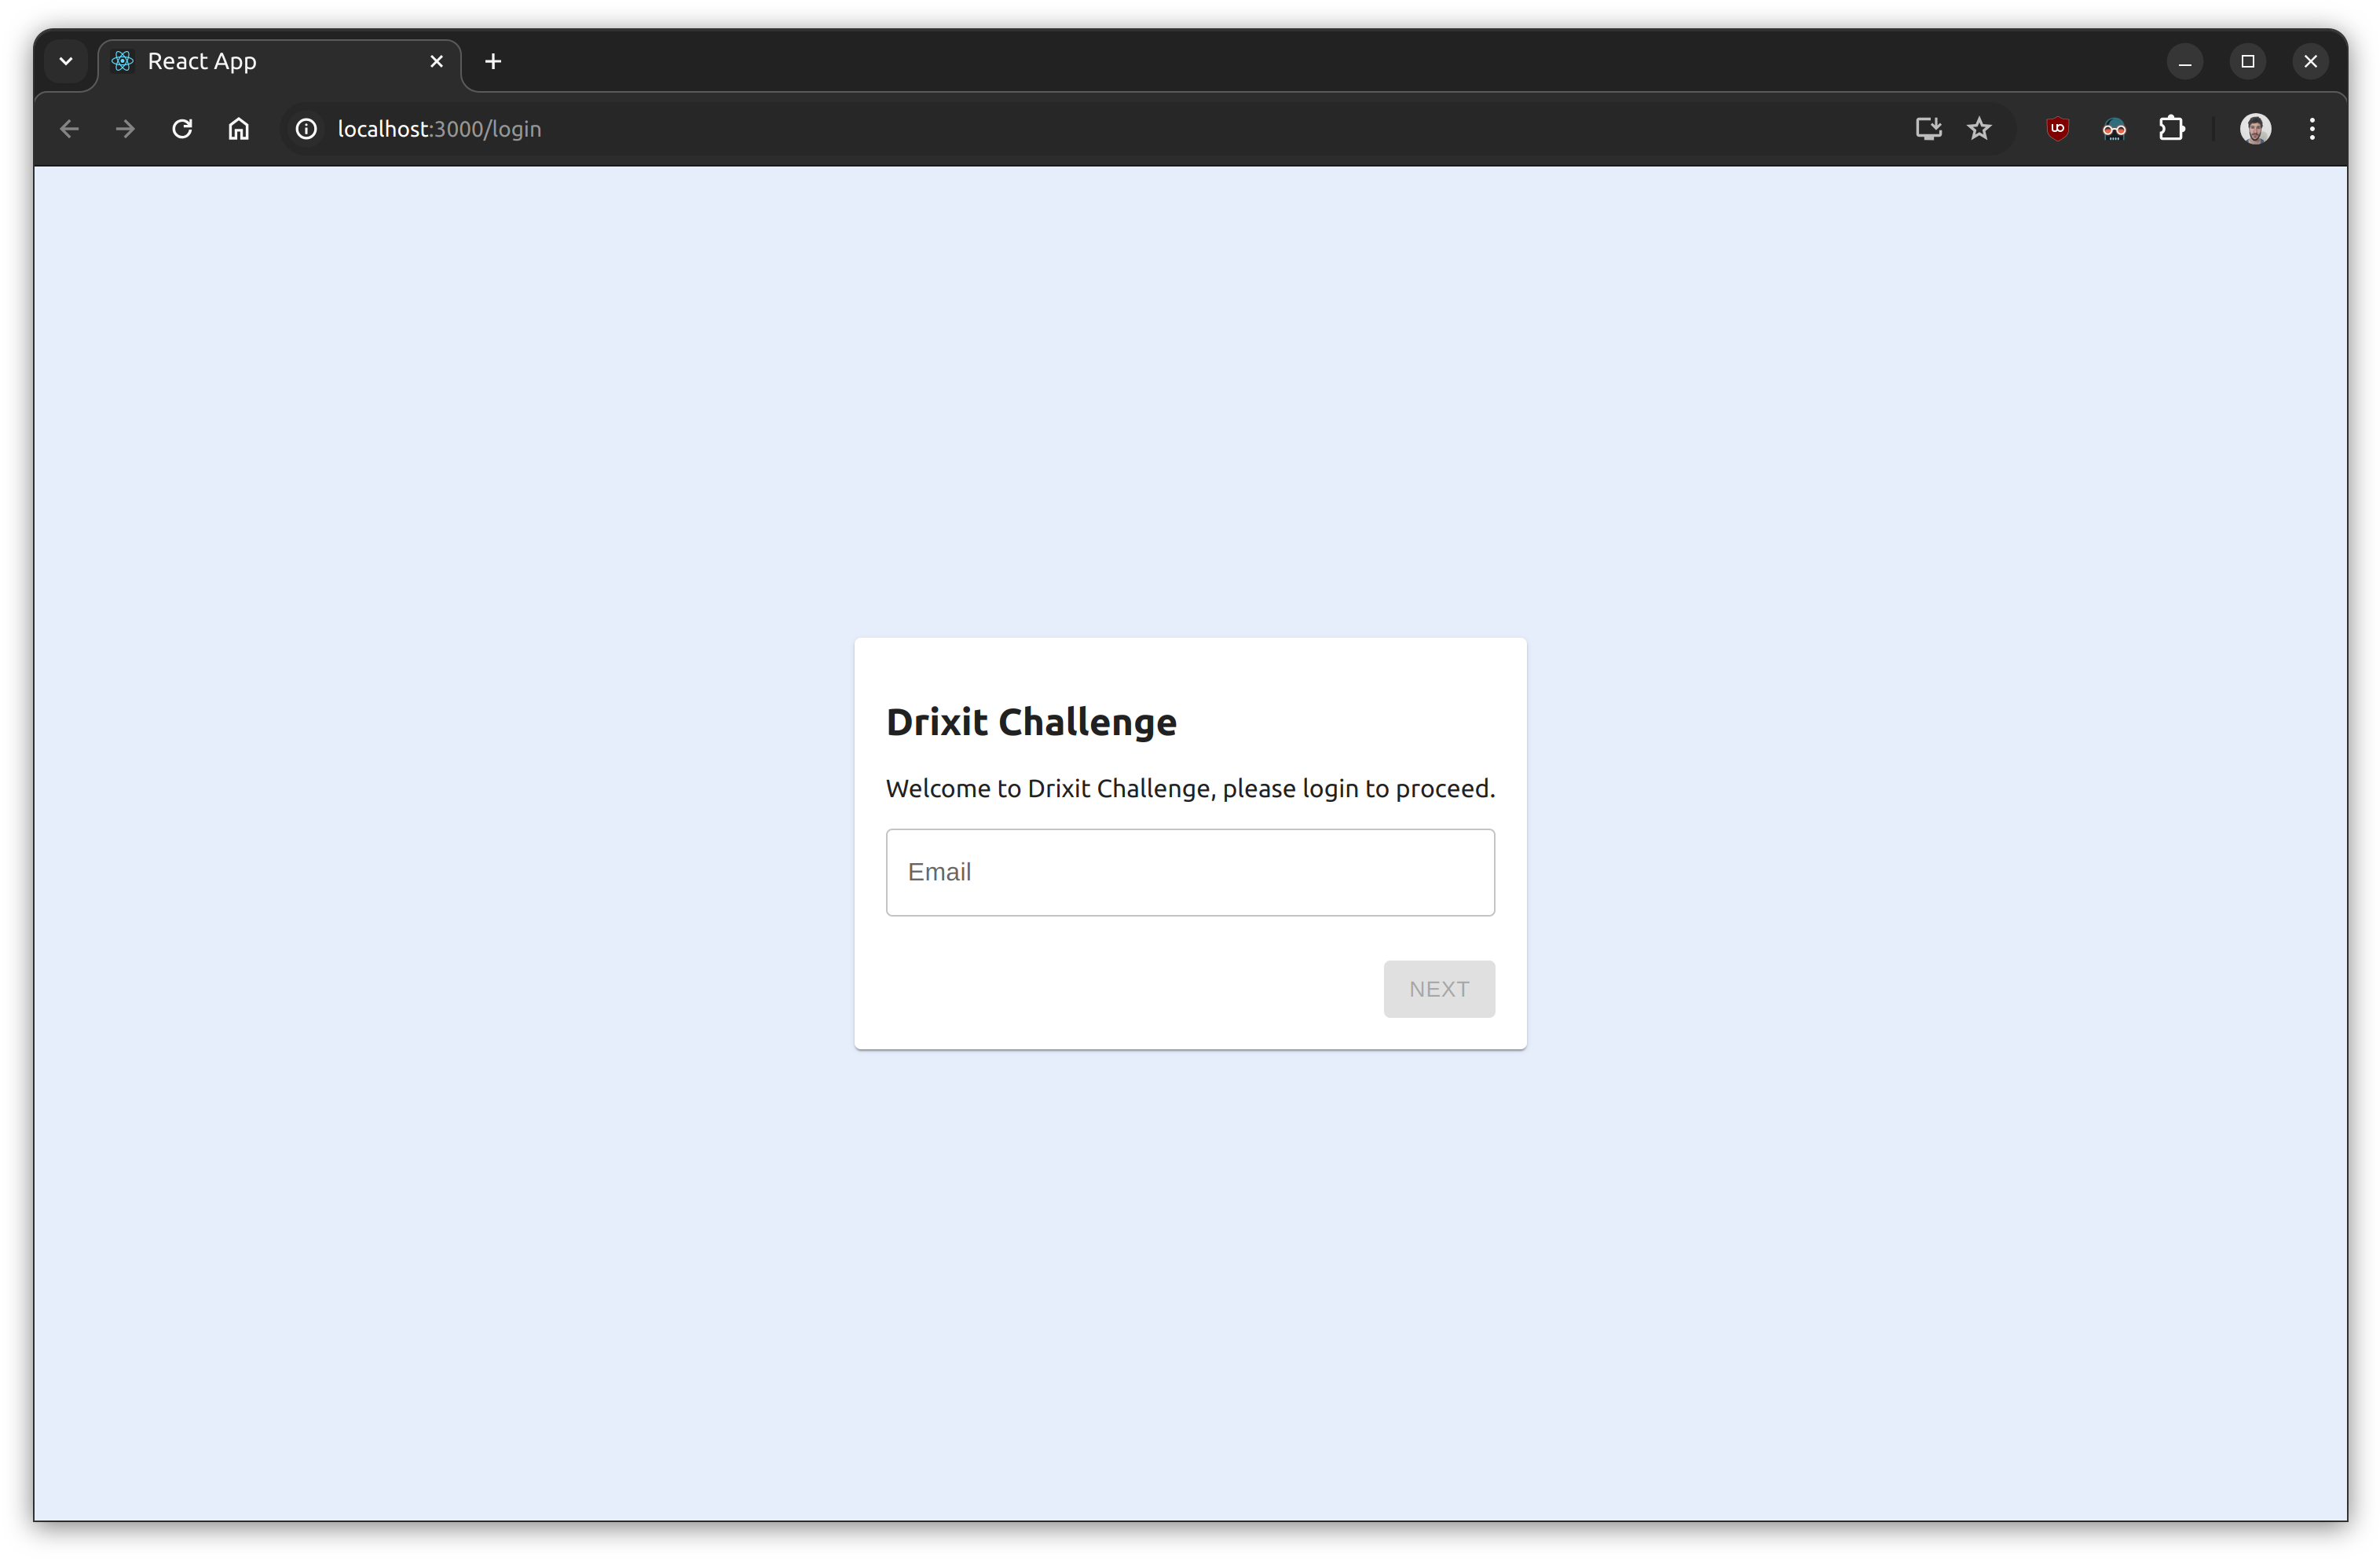 React App
localhost:3000/login
Drixit Challenge
Welcome to Drixit Challenge, please login to proceed.
Email
NEXT